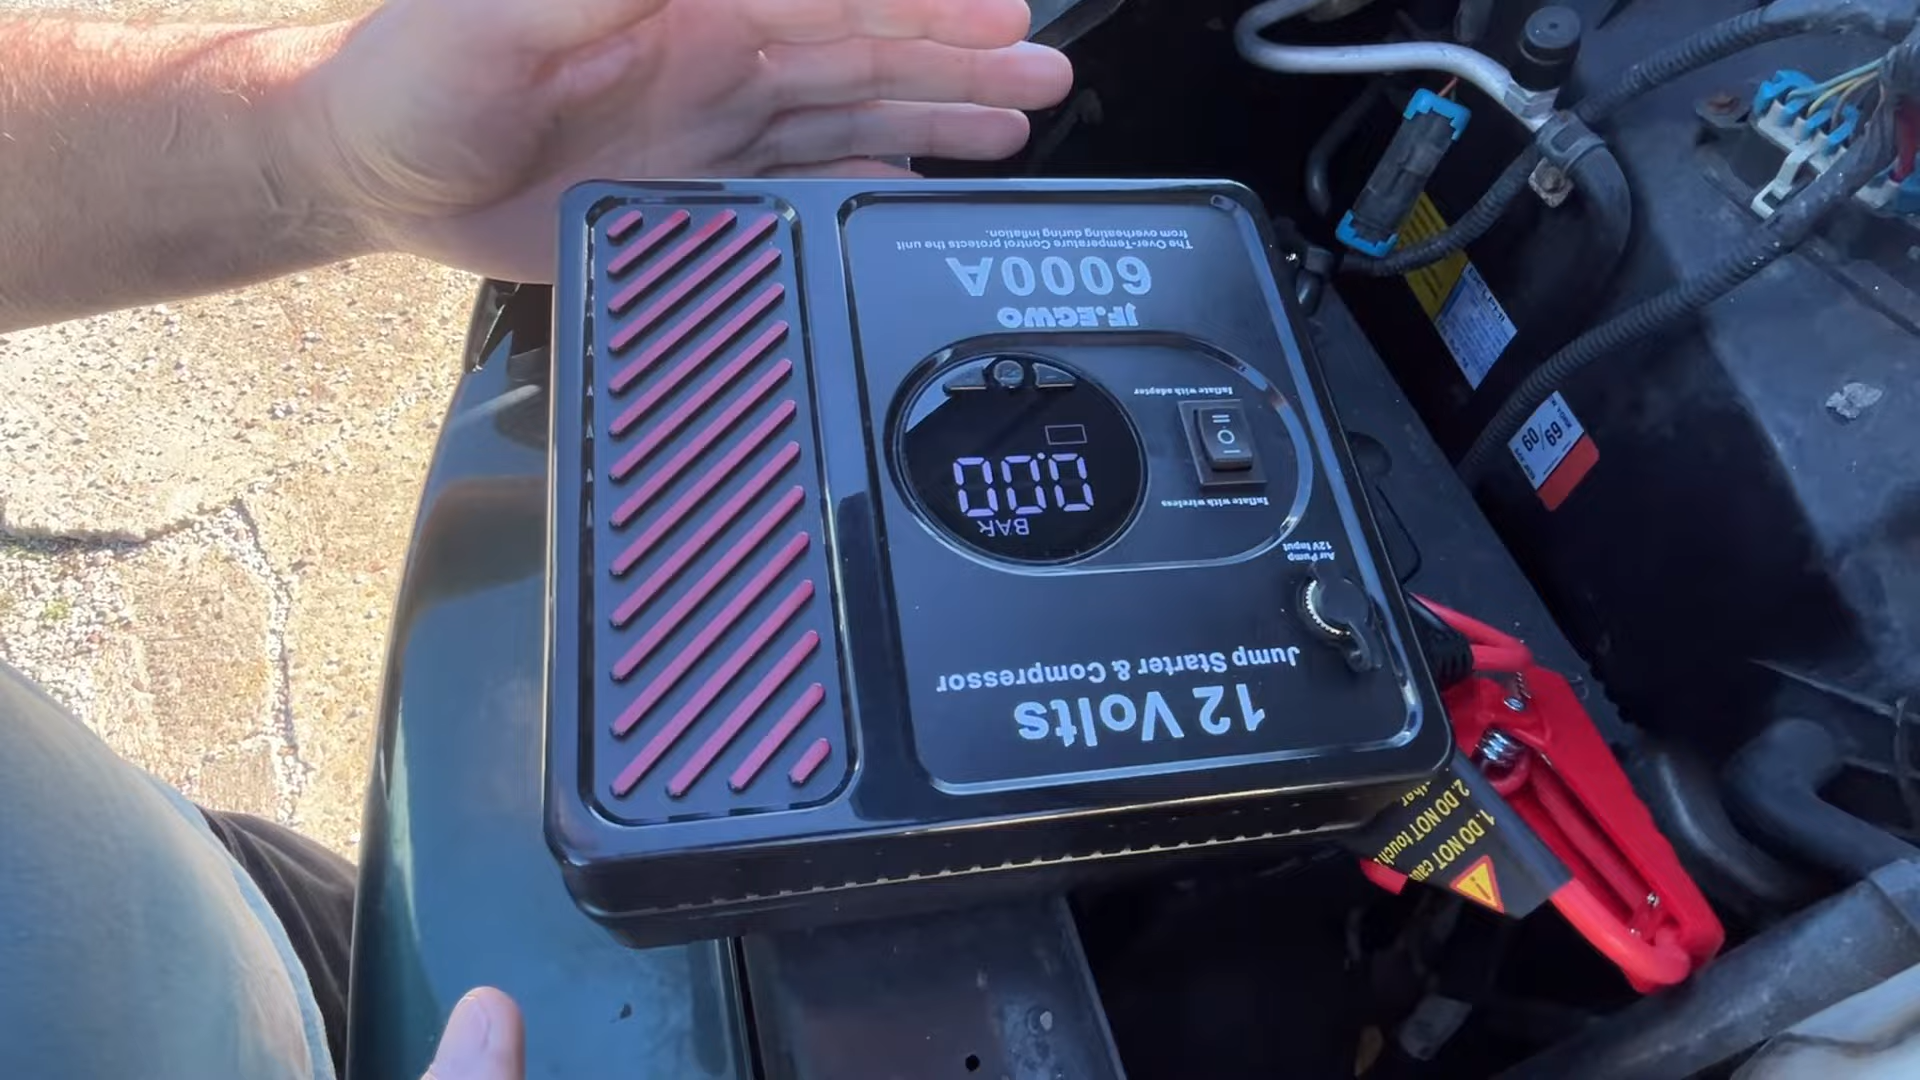 12 Volts
Jump Starter & Compressor
Air Pump
12V Input
BAR
00.0
Inflate with wireless
Inflate with adapter
JF.EGWO
6000A
The Over-Temperature Control protects the unit
from overheating during inflation.
1. DO NOT cau
2. DO NOT touch
60/69